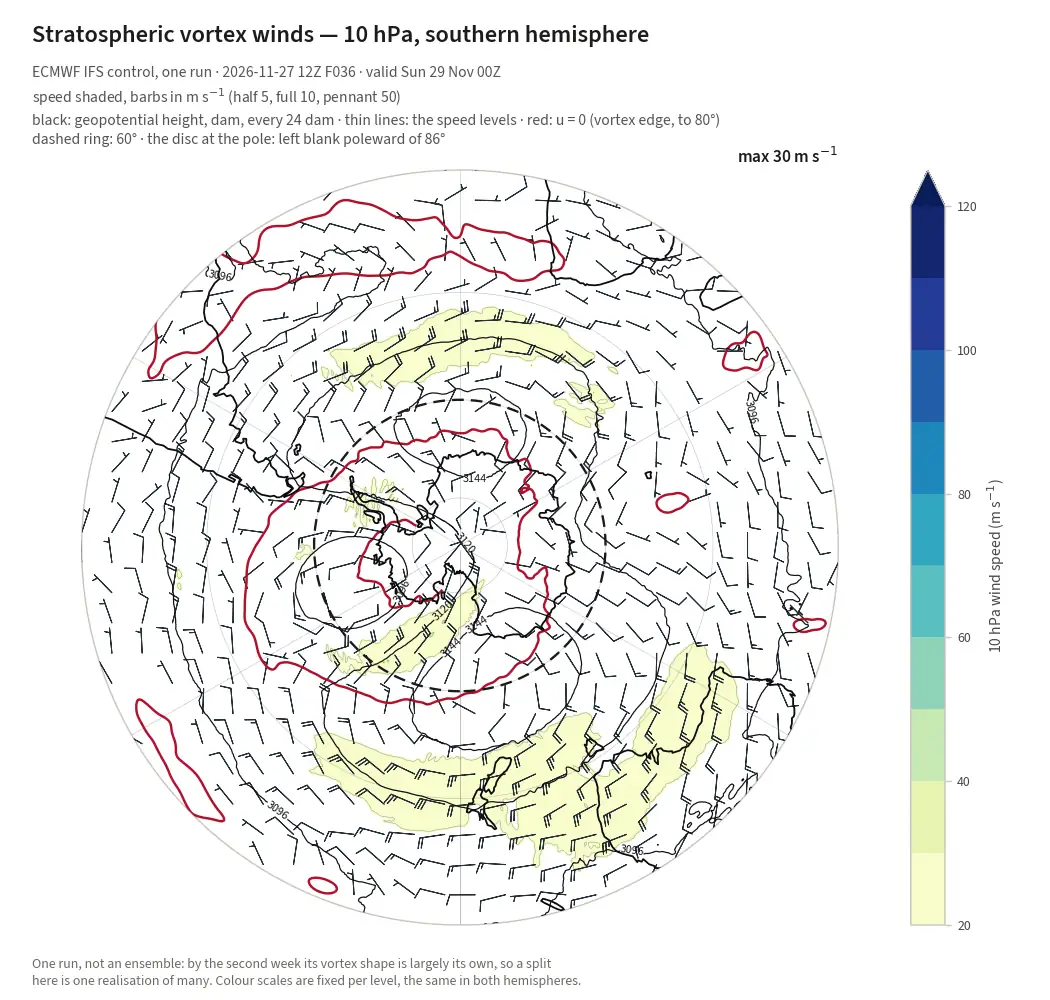 Stratospheric vortex winds — 10 hPa, southern hemisphere
ECMWF IFS control, one run · 2026-11-27 12Z F036 · valid Sun 29 Nov 00Z
speed shaded, barbs in m s⁻¹ (half 5, full 10, pennant 50)
black: geopotential height, dam, every 24 dam · thin lines: the speed levels · red: u = 0 (vortex edge, to 80°)
dashed ring: 60° · the disc at the pole: left blank poleward of 86°
max 30 m s⁻¹
120
100
80
60
40
20
10 hPa wind speed (m s⁻¹)
3096
3096
3144
3120
3120
3144
3144
3096
3096
One run, not an ensemble: by the second week its vortex shape is largely its own, so a split
here is one realisation of many. Colour scales are fixed per level, the same in both hemispheres.